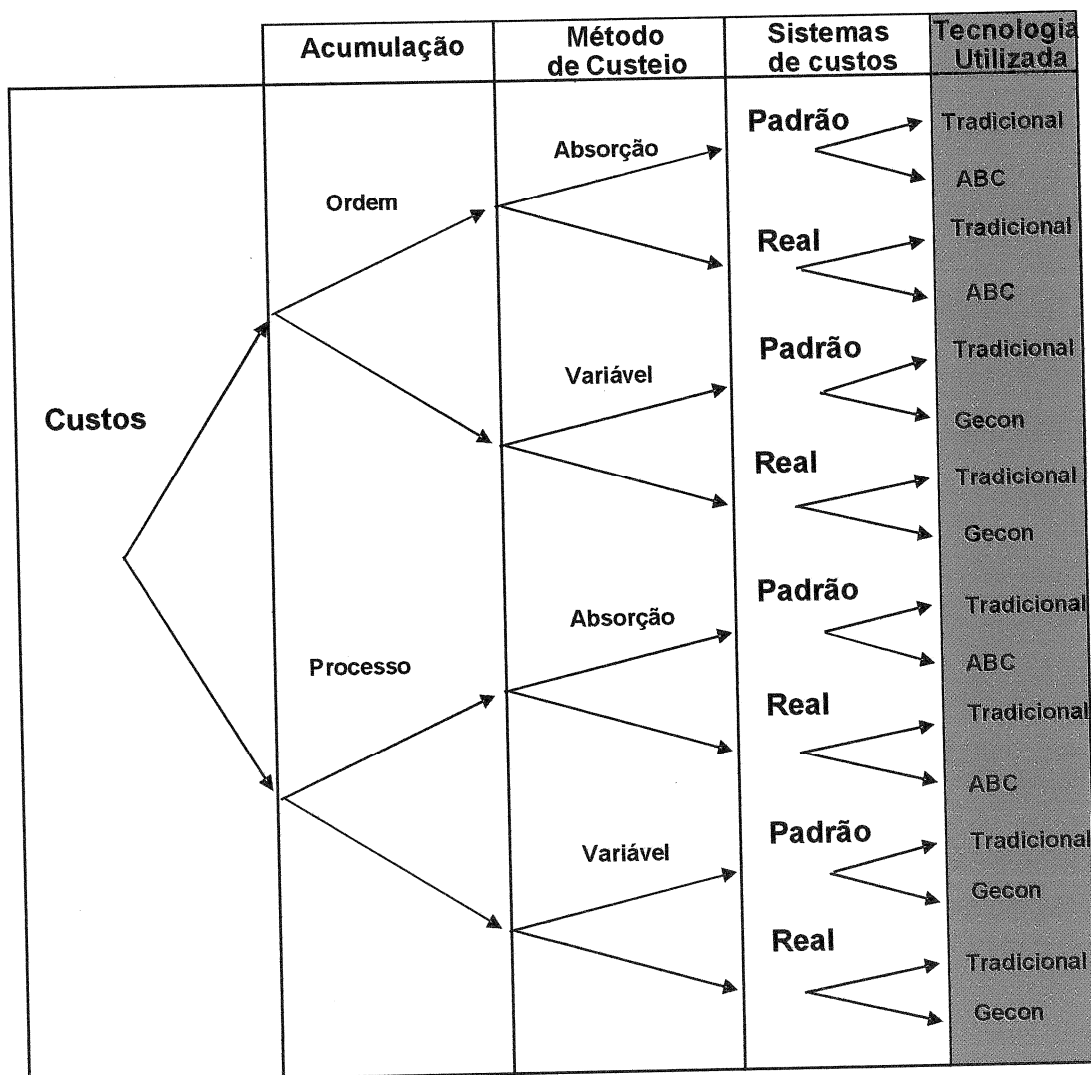 Acumulação
Método
de Custeio
Sistemas
de custos
Tecnologia
Utilizada
Custos
Ordem
Absorção
Padrão
Tradicional
ABC
Real
Tradicional
ABC
Variável
Padrão
Tradicional
Gecon
Real
Tradicional
Gecon
Processo
Absorção
Padrão
Tradicional
ABC
Real
Tradicional
ABC
Variável
Padrão
Tradicional
Gecon
Real
Tradicional
Gecon